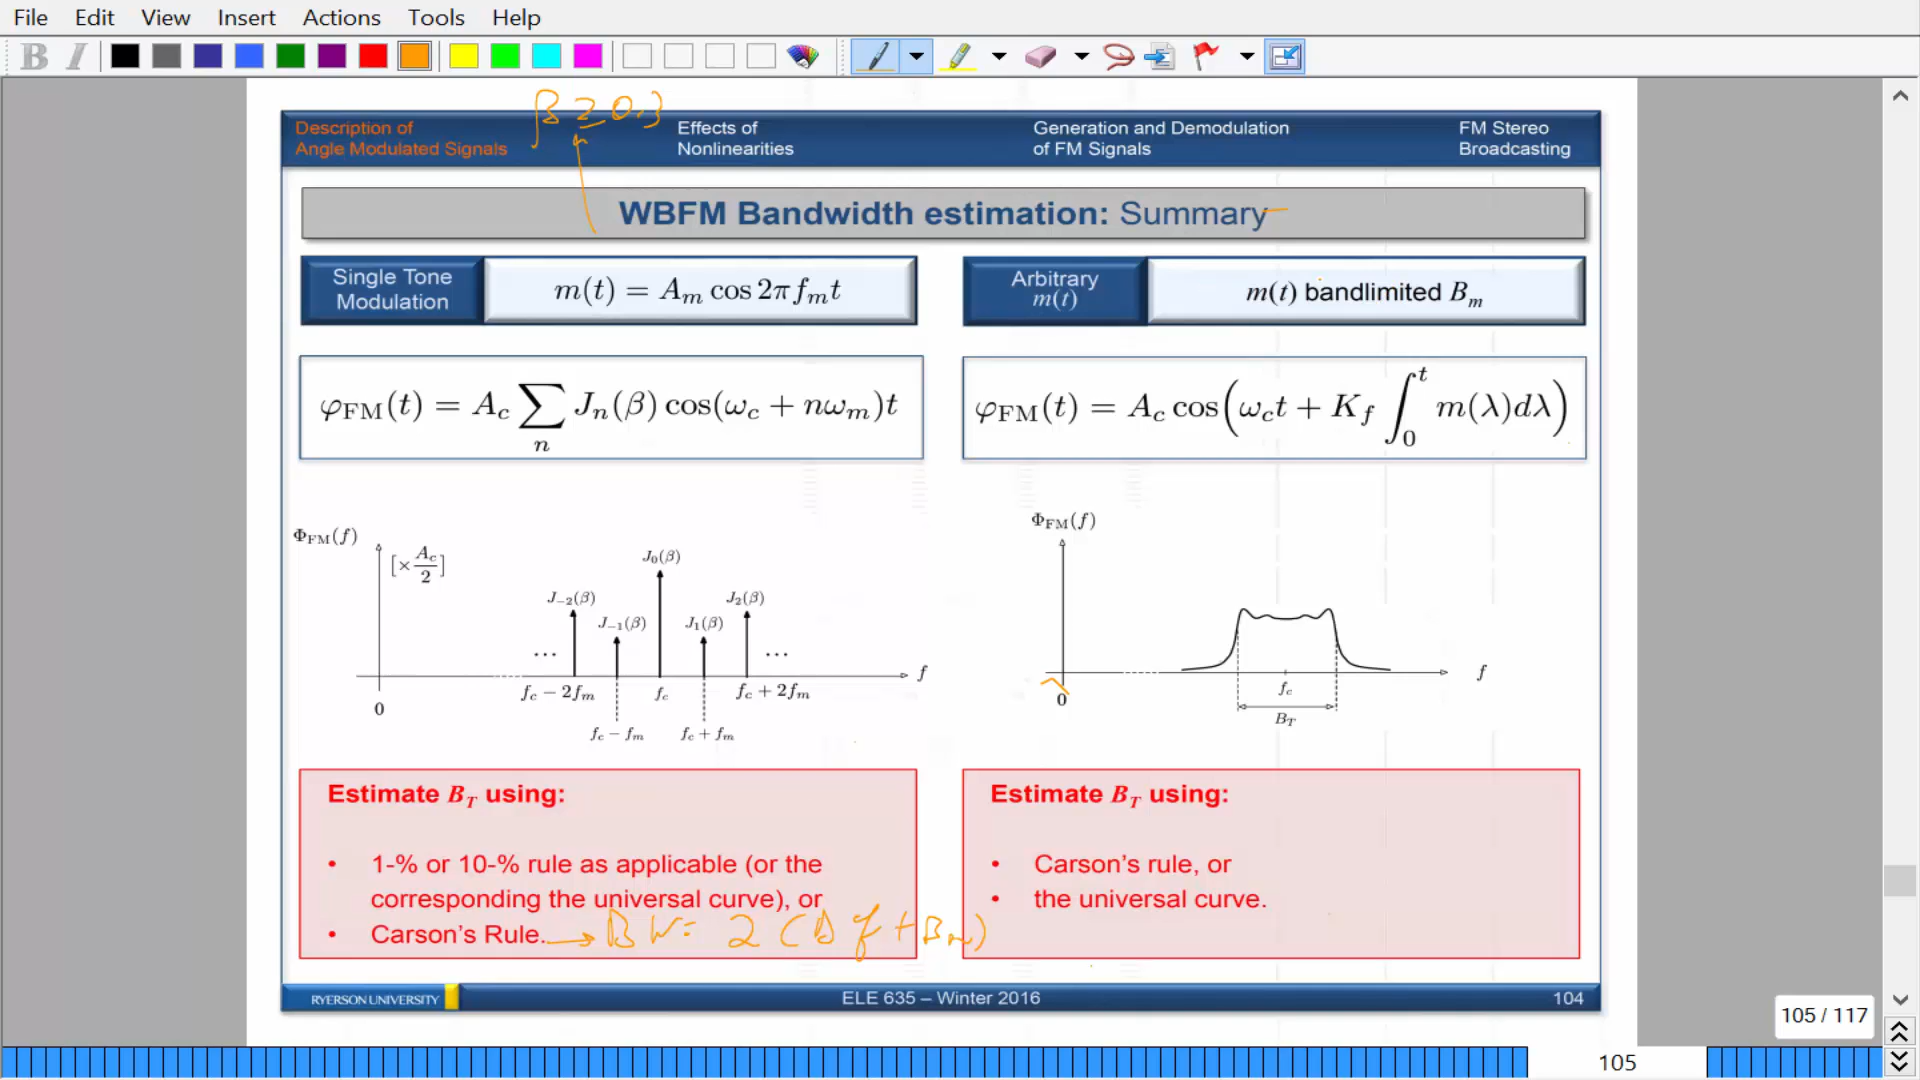 File Edit View Insert Actions Tools Help
B I
β ≥ 0.3
Description of
Angle Modulated Signals
Effects of
Nonlinearities
Generation and Demodulation
of FM Signals
FM Stereo
Broadcasting
WBFM Bandwidth estimation: Summary
Single Tone
Modulation
m(t) = A_m cos 2π f_m t
Arbitrary
m(t)
m(t) bandlimited B_m
φ_FM(t) = A_c ∑_n J_n(β) cos(ω_c + nω_m)t
φ_FM(t) = A_c cos(ω_c t + K_f ∫_0^t m(λ)dλ)
Φ_FM(f)
[× A_c/2]
J_0(β)
J_{-2}(β)
J_2(β)
J_{-1}(β)
J_1(β)
...
...
f
f_c − 2f_m
f_c
f_c + 2f_m
0
f_c − f_m
f_c + f_m
Φ_FM(f)
f
f_c
0
B_T
Estimate B_T using:
• 1-% or 10-% rule as applicable (or the
corresponding the universal curve), or
• Carson's Rule. → BW = 2 (Δf + B_m)
Estimate B_T using:
• Carson's rule, or
• the universal curve.
RYERSON UNIVERSITY
ELE 635 – Winter 2016
104
105 / 117
105